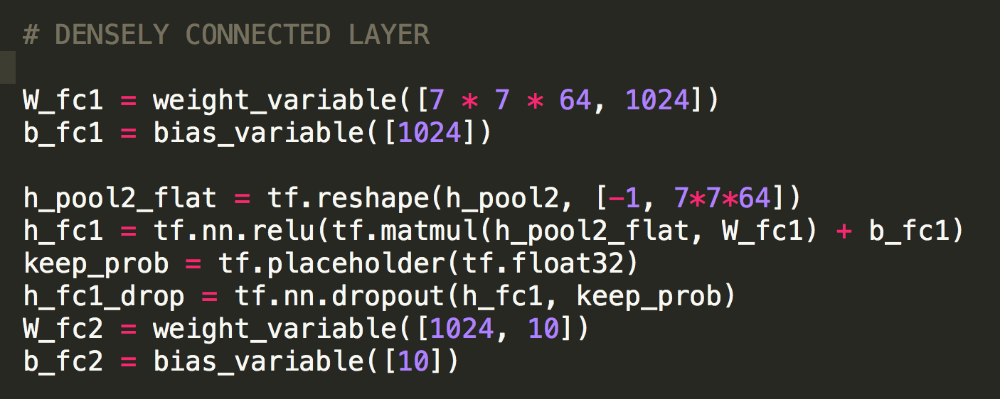 # DENSELY CONNECTED LAYER
W_fc1 = weight_variable([7 * 7 * 64, 1024])
b_fc1 = bias_variable([1024])
h_pool2_flat = tf.reshape(h_pool2, [-1, 7*7*64])
h_fc1 = tf.nn.relu(tf.matmul(h_pool2_flat, W_fc1) + b_fc1)
keep_prob = tf.placeholder(tf.float32)
h_fc1_drop = tf.nn.dropout(h_fc1, keep_prob)
W_fc2 = weight_variable([1024, 10])
b_fc2 = bias_variable([10])